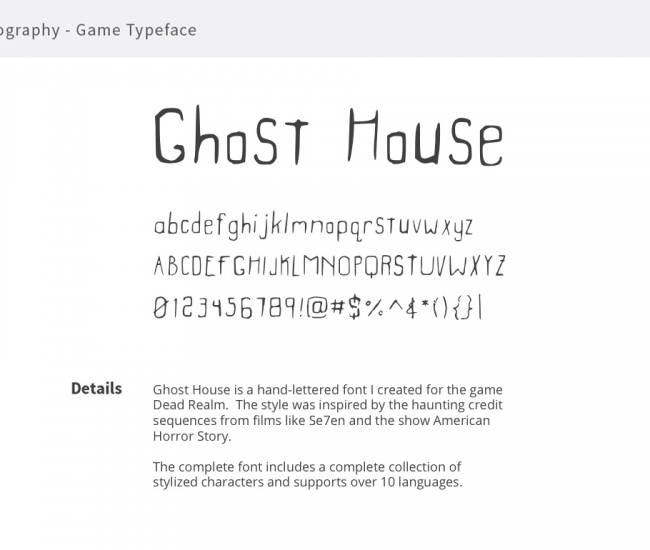 ography - Game Typeface
Ghost House
abcdefghijklmnopqrstuvwxyz
ABCDEFGHIJKLMNOPQRSTUVWXYZ
0123456789!@#$%^&*(){}|
Details
Ghost House is a hand-lettered font I created for the game
Dead Realm. The style was inspired by the haunting credit
sequences from films like Se7en and the show American
Horror Story.
The complete font includes a complete collection of
stylized characters and supports over 10 languages.